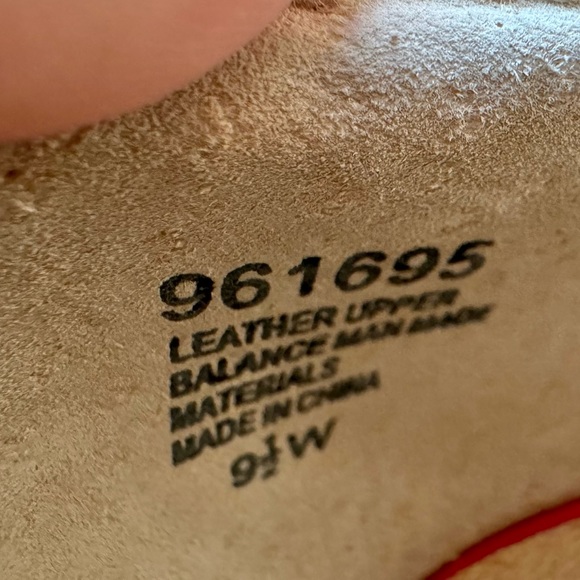 961695
LEATHER UPPER
BALANCE MAN MADE
MATERIALS
MADE IN CHINA
9½ W